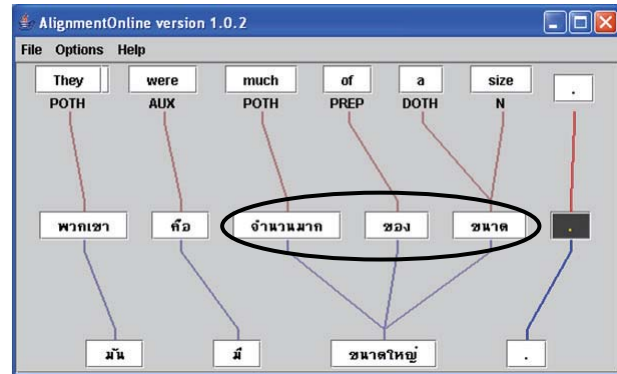 AlignmentOnline version 1.0.2
File Options Help
They were much of a size .
POTH AUX POTH PREP DOTH N
พวกเขา คือ จำนวนมาก ของ ขนาด .
มัน มี ขนาดใหญ่ .